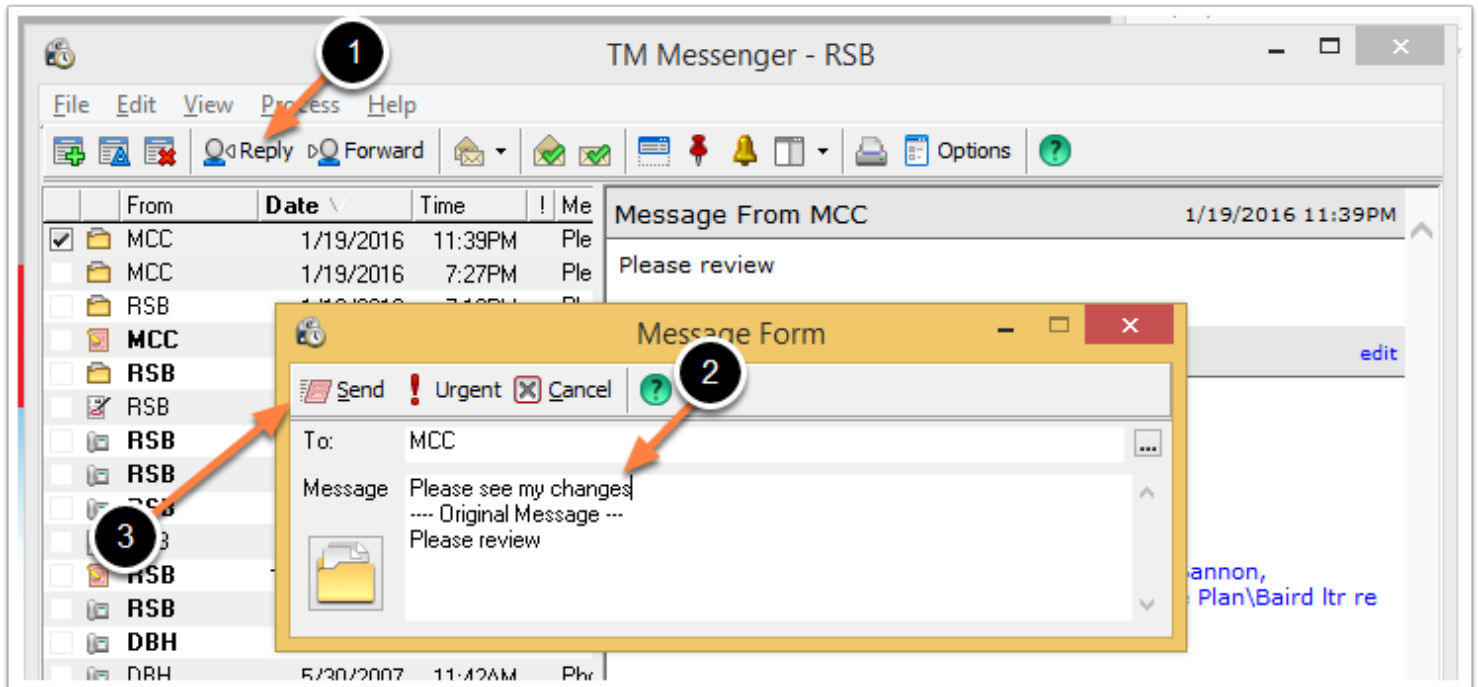 1
TM Messenger - RSB
File Edit View Process Help
Reply Forward Options ?
From Date Time ! Me
MCC 1/19/2016 11:39PM Ple
MCC 1/19/2016 7:27PM Ple
RSB
MCC
RSB
RSB
RSB
RSB
RSB
RSB
DBH
DBH 5/30/2007 11:42AM Pho
Message From MCC 1/19/2016 11:39PM
Please review
edit
annon,
Plan\Baird ltr re
Message Form
2
Send ! Urgent Cancel ?
To: MCC ...
Message Please see my changes
---- Original Message ---
Please review
3